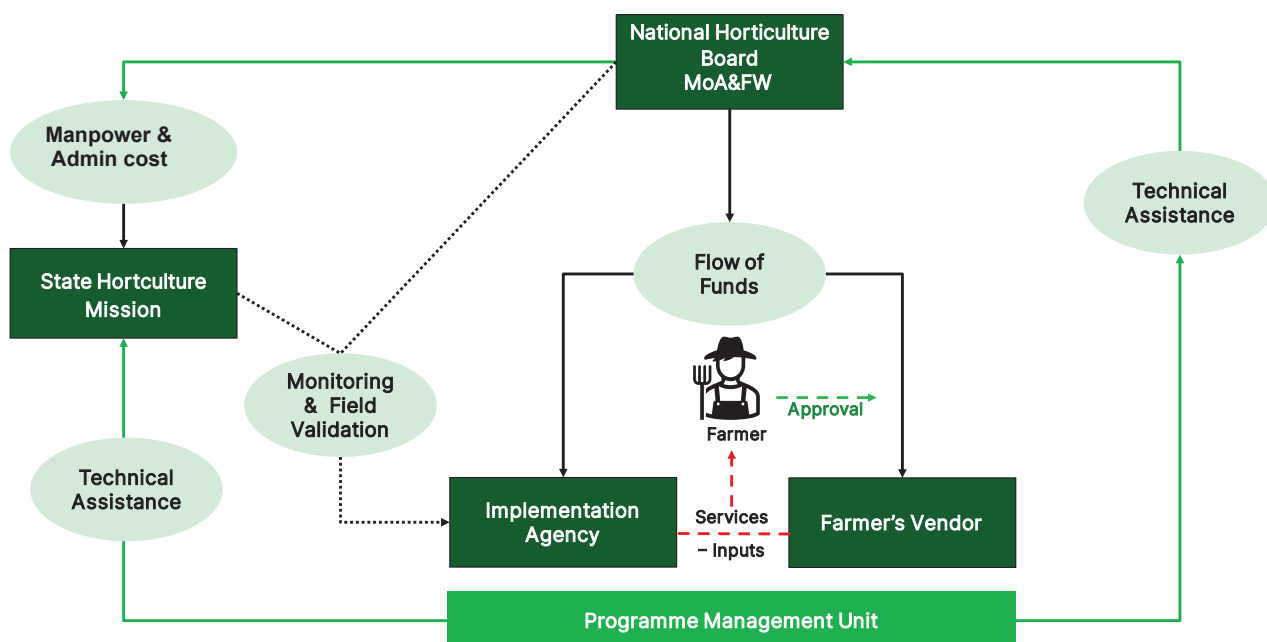 National Horticulture
Board
MoA&FW
Manpower &
Admin cost
Technical
Assistance
State Hortculture
Mission
Flow of
Funds
Monitoring
& Field
Validation
Approval
Farmer
Technical
Assistance
Implementation
Agency
Services
– Inputs
Farmer's Vendor
Programme Management Unit